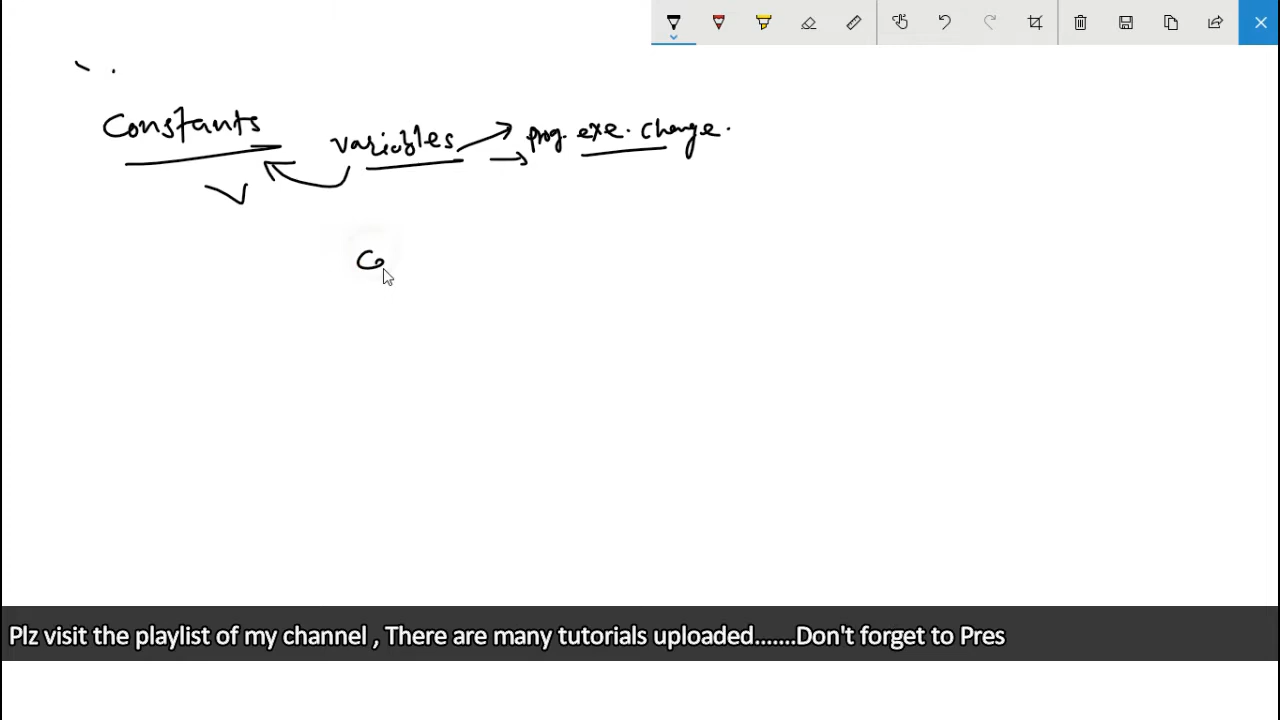 Constants
variables → prog. exe. change.
Co
Plz visit the playlist of my channel , There are many tutorials uploaded.......Don't forget to Pres